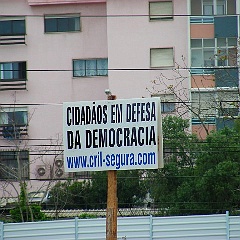 CIDADÃOS EM DEFESA
DA DEMOCRACIA
www.cril-segura.com